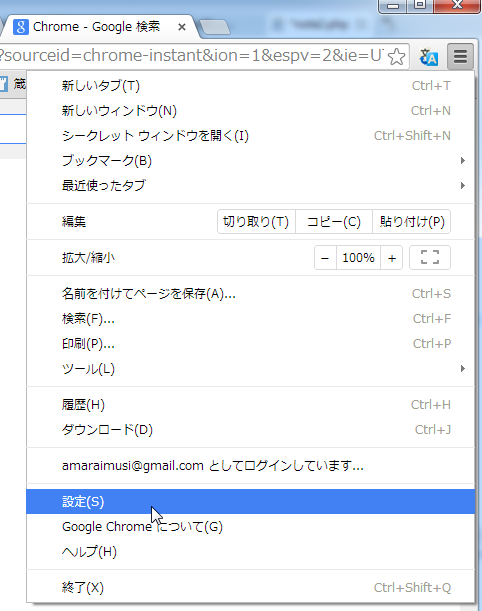 Chrome - Google 検索
?sourceid=chrome-instant&ion=1&espv=2&ie=U
蔵
新しいタブ(T) Ctrl+T
新しいウィンドウ(N) Ctrl+N
シークレット ウィンドウを開く(I) Ctrl+Shift+N
ブックマーク(B)
最近使ったタブ
編集 切り取り(T) コピー(C) 貼り付け(P)
拡大/縮小 − 100% +
名前を付けてページを保存(A)... Ctrl+S
検索(F)... Ctrl+F
印刷(P)... Ctrl+P
ツール(L)
履歴(H) Ctrl+H
ダウンロード(D) Ctrl+J
amaraimusi@gmail.com としてログインしています...
設定(S)
Google Chrome について(G)
ヘルプ(H)
終了(X) Ctrl+Shift+Q